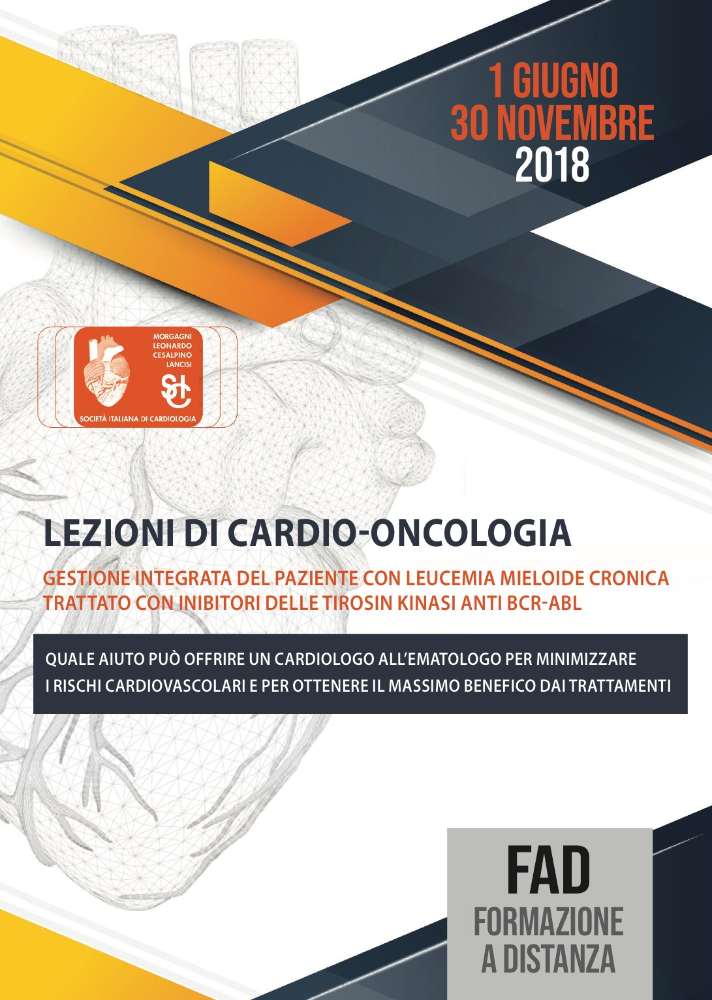 1 GIUGNO
30 NOVEMBRE
2018
MORGAGNI
LEONARDO
CESALPINO
LANCISI
SIC
SOCIETÀ ITALIANA DI CARDIOLOGIA
LEZIONI DI CARDIO-ONCOLOGIA
GESTIONE INTEGRATA DEL PAZIENTE CON LEUCEMIA MIELOIDE CRONICA
TRATTATO CON INIBITORI DELLE TIROSIN KINASI ANTI BCR-ABL
QUALE AIUTO PUÒ OFFRIRE UN CARDIOLOGO ALL'EMATOLOGO PER MINIMIZZARE
I RISCHI CARDIOVASCOLARI E PER OTTENERE IL MASSIMO BENEFICO DAI TRATTAMENTI
FAD
FORMAZIONE
A DISTANZA